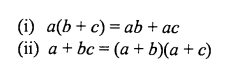 (i) a(b + c) = ab + ac
(ii) a + bc = (a + b)(a + c)